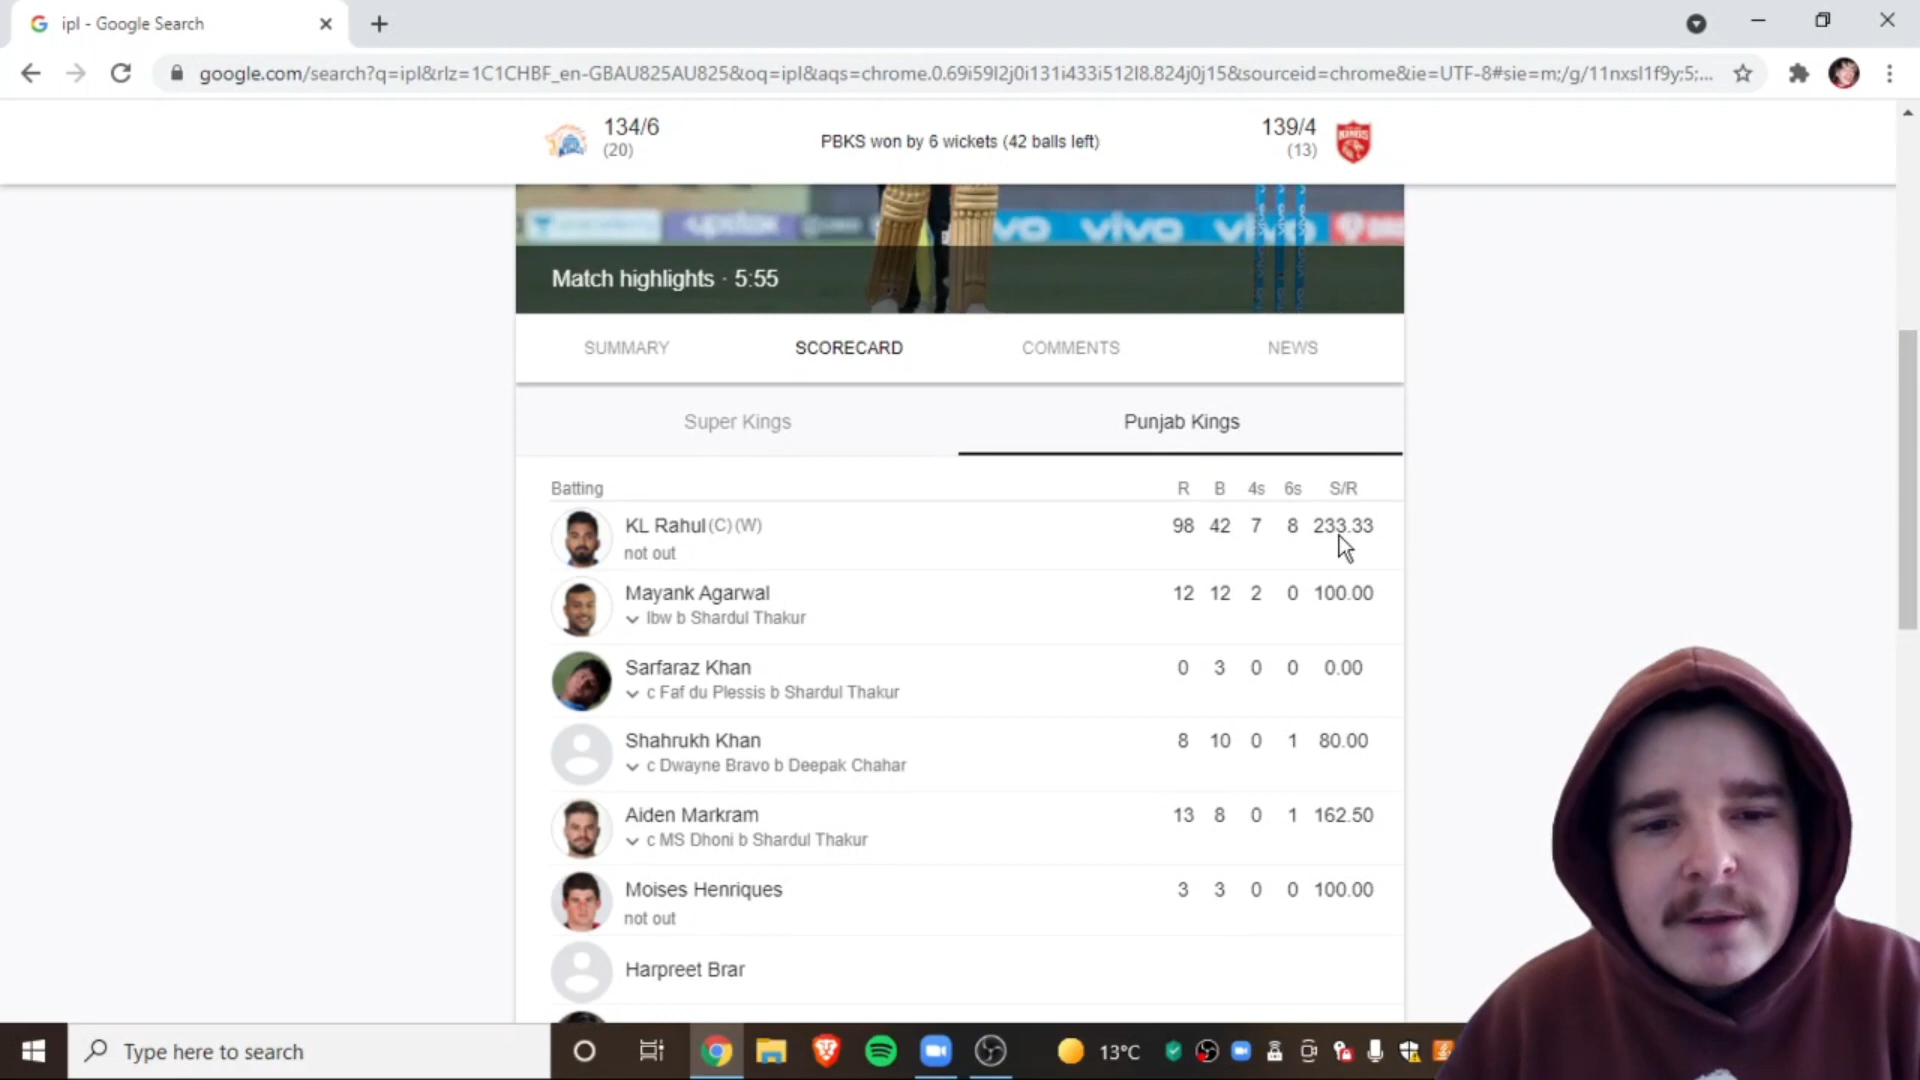 ipl - Google Search
google.com/search?q=ipl&rlz=1C1CHBF_en-GBAU825AU825&oq=ipl&aqs=chrome.0.69i59l2j0i131i433i512l8.824j0j15&sourceid=chrome&ie=UTF-8#sie=m;/g/11nxsl1f9y;5;...
134/6
(20)
PBKS won by 6 wickets (42 balls left)
139/4
(13)
KINGS
upstox
vivo vivo vivo
Match highlights · 5:55
SUMMARY SCORECARD COMMENTS NEWS
Super Kings Punjab Kings
Batting R B 4s 6s S/R
KL Rahul (C) (W) 98 42 7 8 233.33
not out
Mayank Agarwal 12 12 2 0 100.00
lbw b Shardul Thakur
Sarfaraz Khan 0 3 0 0 0.00
c Faf du Plessis b Shardul Thakur
Shahrukh Khan 8 10 0 1 80.00
c Dwayne Bravo b Deepak Chahar
Aiden Markram 13 8 0 1 162.50
c MS Dhoni b Shardul Thakur
Moises Henriques 3 3 0 0 100.00
not out
Harpreet Brar
Type here to search
13°C